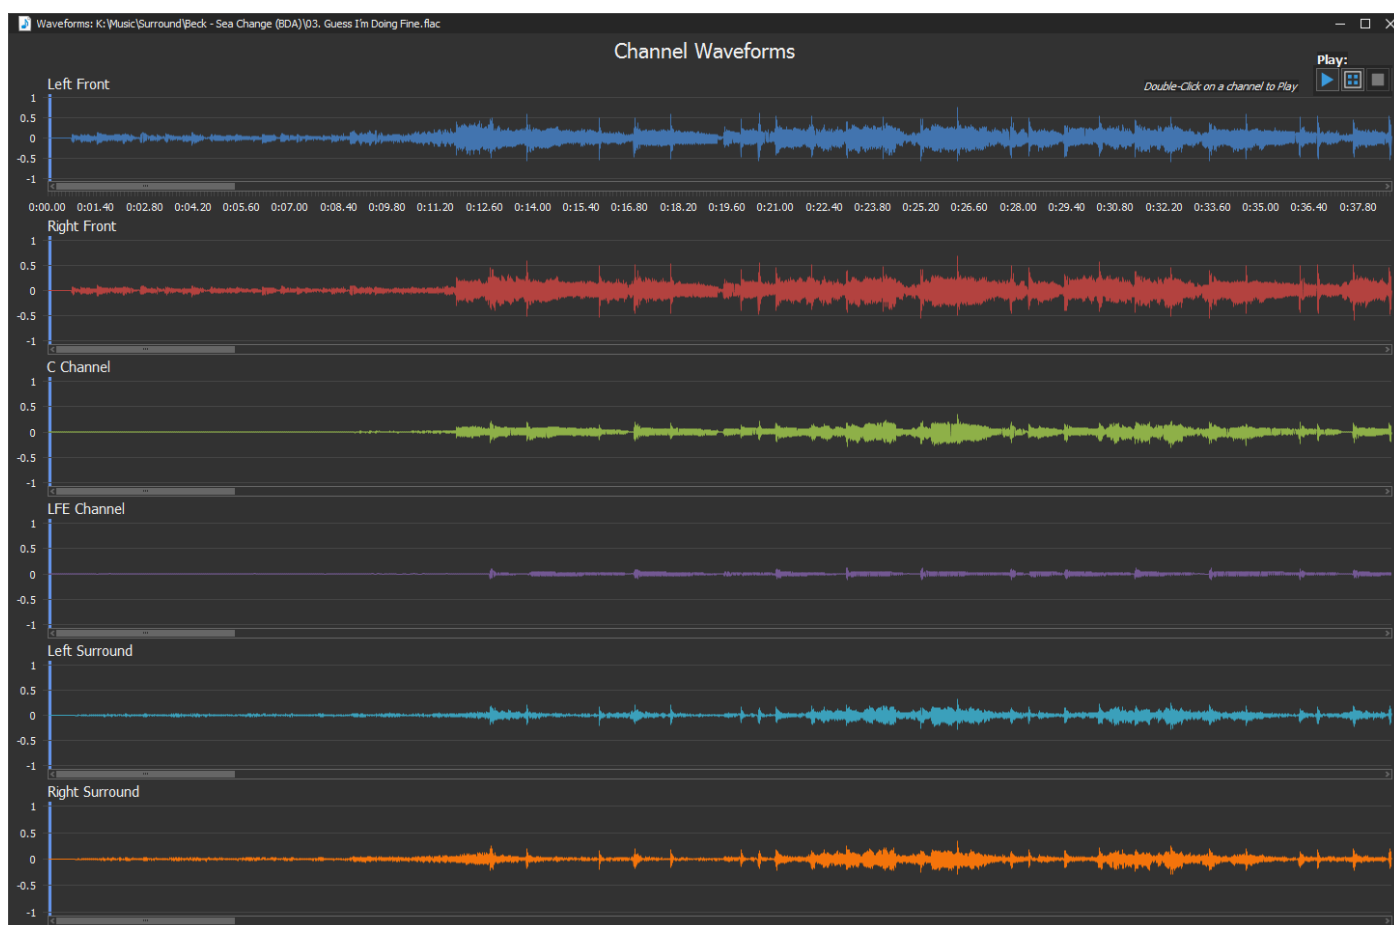 Waveforms: K:\Music\Surround\Beck - Sea Change (BDA)\03. Guess I'm Doing Fine.flac
Channel Waveforms
Play:
Double-Click on a channel to Play
Left Front
1
0.5
0
-0.5
-1
0:00.00 0:01.40 0:02.80 0:04.20 0:05.60 0:07.00 0:08.40 0:09.80 0:11.20 0:12.60 0:14.00 0:15.40 0:16.80 0:18.20 0:19.60 0:21.00 0:22.40 0:23.80 0:25.20 0:26.60 0:28.00 0:29.40 0:30.80 0:32.20 0:33.60 0:35.00 0:36.40 0:37.80
Right Front
1
0.5
0
-0.5
-1
C Channel
1
0.5
0
-0.5
-1
LFE Channel
1
0.5
0
-0.5
-1
Left Surround
1
0.5
0
-0.5
-1
Right Surround
1
0.5
0
-0.5
-1